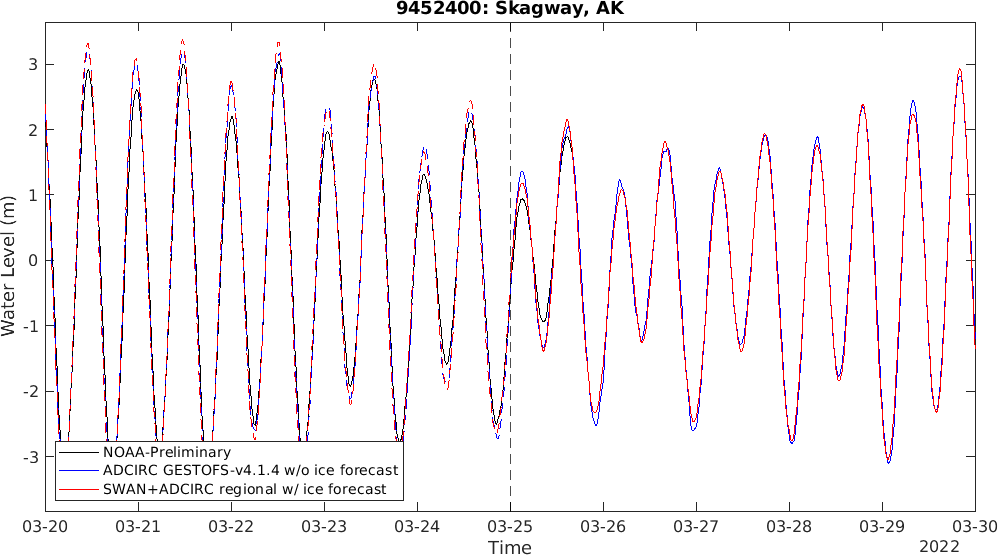 9452400: Skagway, AK
Water Level (m)
3
2
1
0
-1
-2
-3
NOAA-Preliminary
ADCIRC GESTOFS-v4.1.4 w/o ice forecast
SWAN+ADCIRC regional w/ ice forecast
03-20 03-21 03-22 03-23 03-24 03-25 03-26 03-27 03-28 03-29 03-30
Time
2022